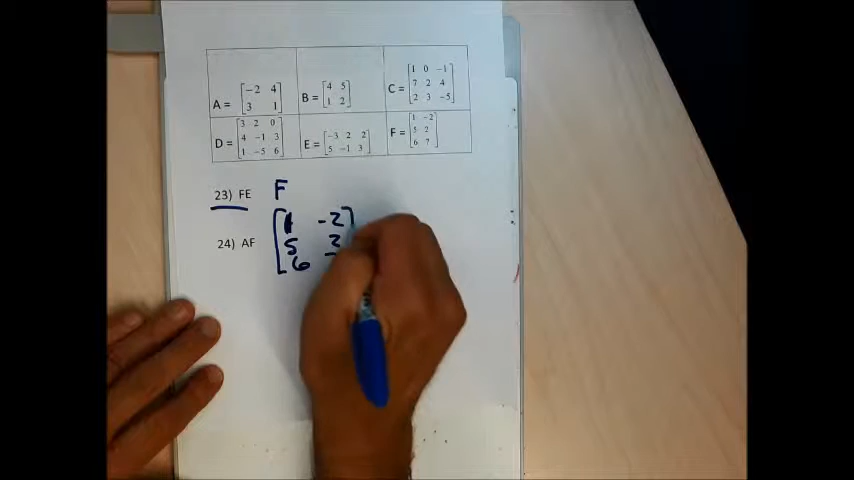 A = [-2 4
3 1]
B = [4 5
1 2]
C = [1 0 -1
7 2 4
2 3 -5]
D = [3 2 0
4 -1 3
1 -5 6]
E = [-3 2 2
5 -1 3]
F = [1 -2
5 2
6 7]
23) FE F
[1 -2]
24) AF [5 2
[6